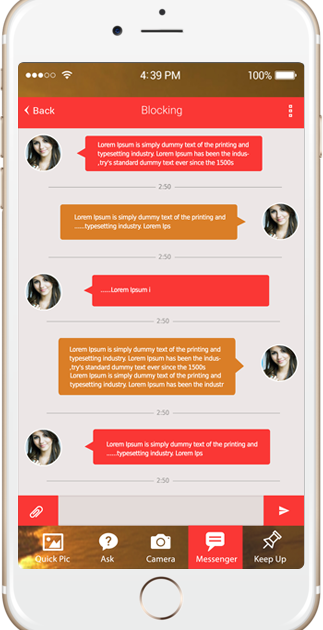 4:39 PM
100%
Back
Blocking
Lorem Ipsum is simply dummy text of the printing and
typesetting industry. Lorem Ipsum has been the indus-
,try's standard dummy text ever since the 1500s
2:50
Lorem Ipsum is simply dummy text of the printing and
......typesetting industry. Lorem Ips
2:50
......Lorem Ipsum i
2:50
Lorem Ipsum is simply dummy text of the printing and
typesetting industry. Lorem Ipsum has been the indus-
,try's standard dummy text ever since the 1500s
Lorem Ipsum is simply dummy text of the printing and
typesetting industry. Lorem Ipsum has been the industr
2:50
Lorem Ipsum is simply dummy text of the printing and
......typesetting industry. Lorem Ips
2:50
Quick Pic
Ask
Camera
Messenger
Keep Up